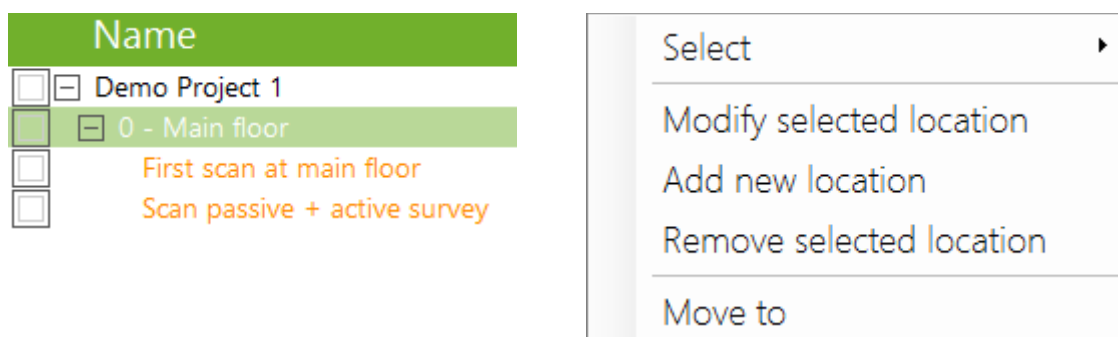 Name
Demo Project 1
0 - Main floor
First scan at main floor
Scan passive + active survey
Select
Modify selected location
Add new location
Remove selected location
Move to